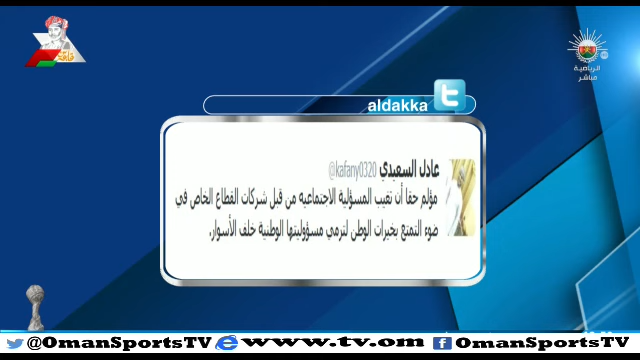 الرياضية
مباشر
aldakka
عادل السعيدي @kafany0320
مؤلم حقا أن تغيب المسؤلية الاجتماعيه من قبل شركات القطاع الخاص في
ضوء التمتع بخيرات الوطن لترمي مسؤوليتها الوطنية خلف الأسوار.
@OmanSportsTV www.tv.om OmanSportsTV